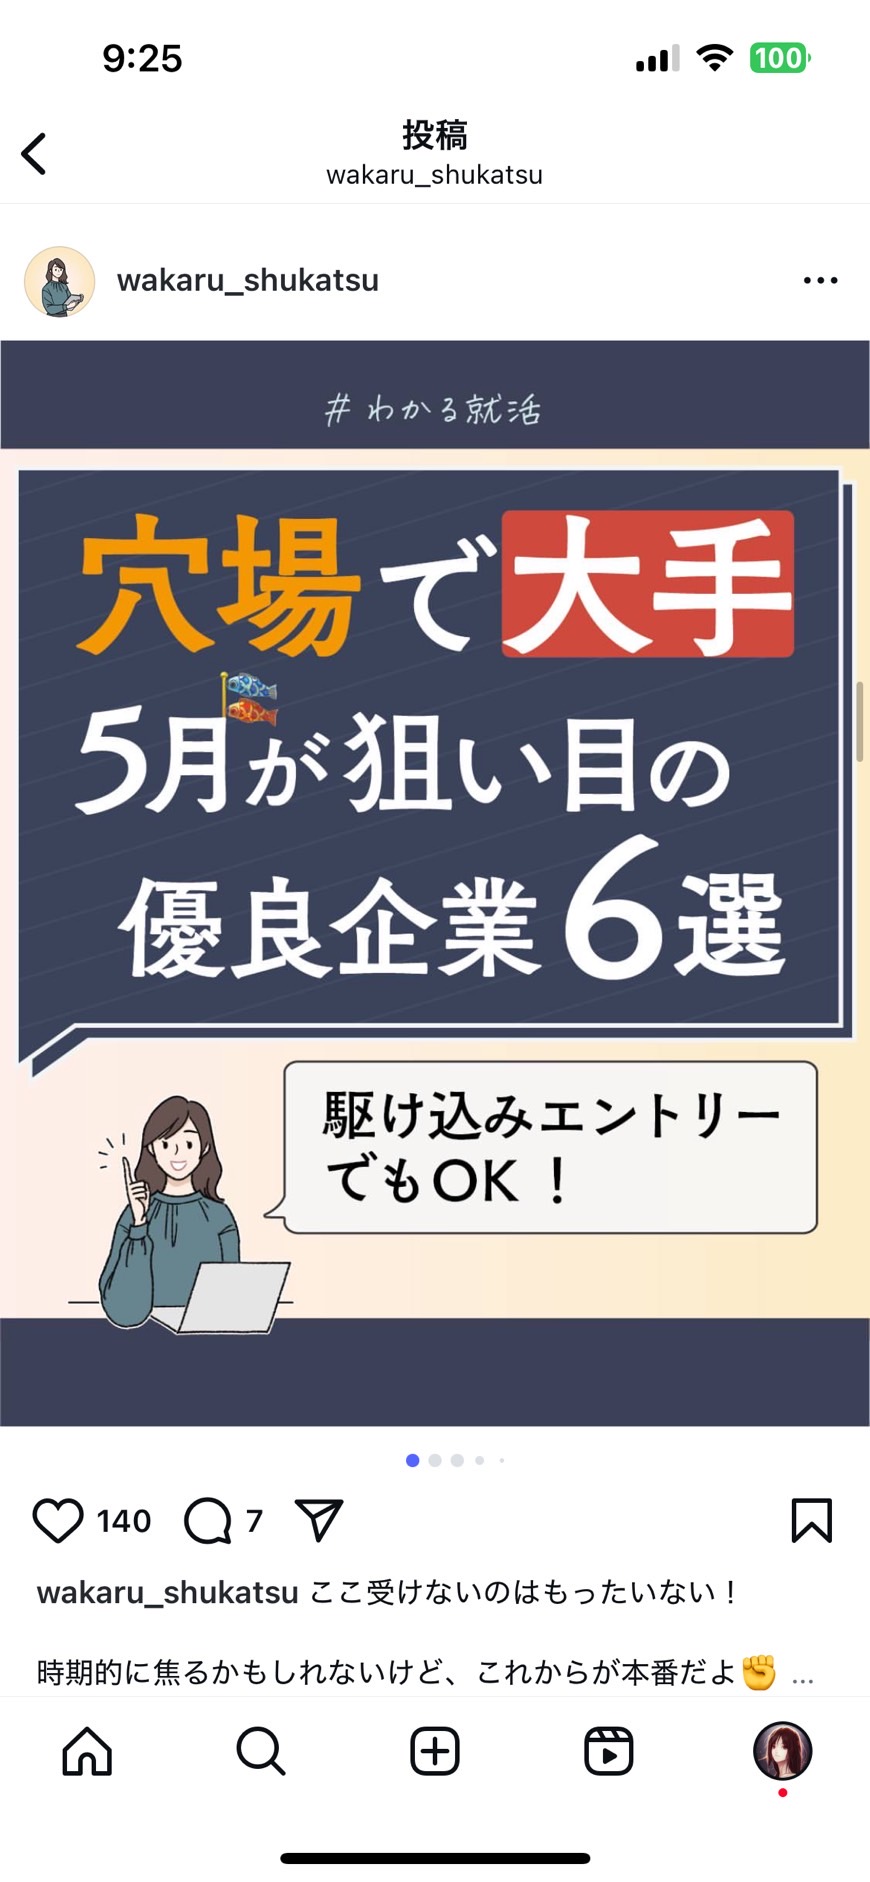 9:25
100
投稿
wakaru_shukatsu
wakaru_shukatsu
# わかる就活
穴場で大手
5月が狙い目の
優良企業6選
駆け込みエントリー
でもOK！
140
7
wakaru_shukatsu ここ受けないのはもったいない！
時期的に焦るかもしれないけど、これからが本番だよ✊ ...